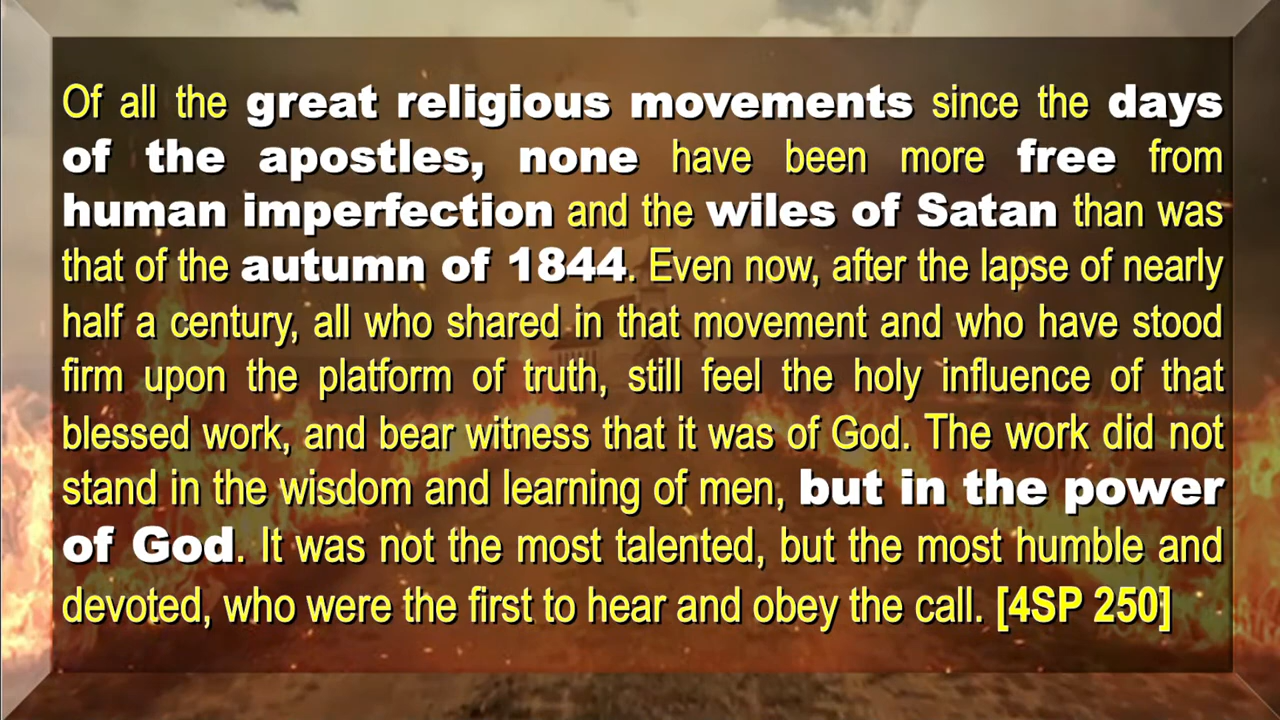 Of all the great religious movements since the days
of the apostles, none have been more free from
human imperfection and the wiles of Satan than was
that of the autumn of 1844. Even now, after the lapse of nearly
half a century, all who shared in that movement and who have stood
firm upon the platform of truth, still feel the holy influence of that
blessed work, and bear witness that it was of God. The work did not
stand in the wisdom and learning of men, but in the power
of God. It was not the most talented, but the most humble and
devoted, who were the first to hear and obey the call. [4SP 250]